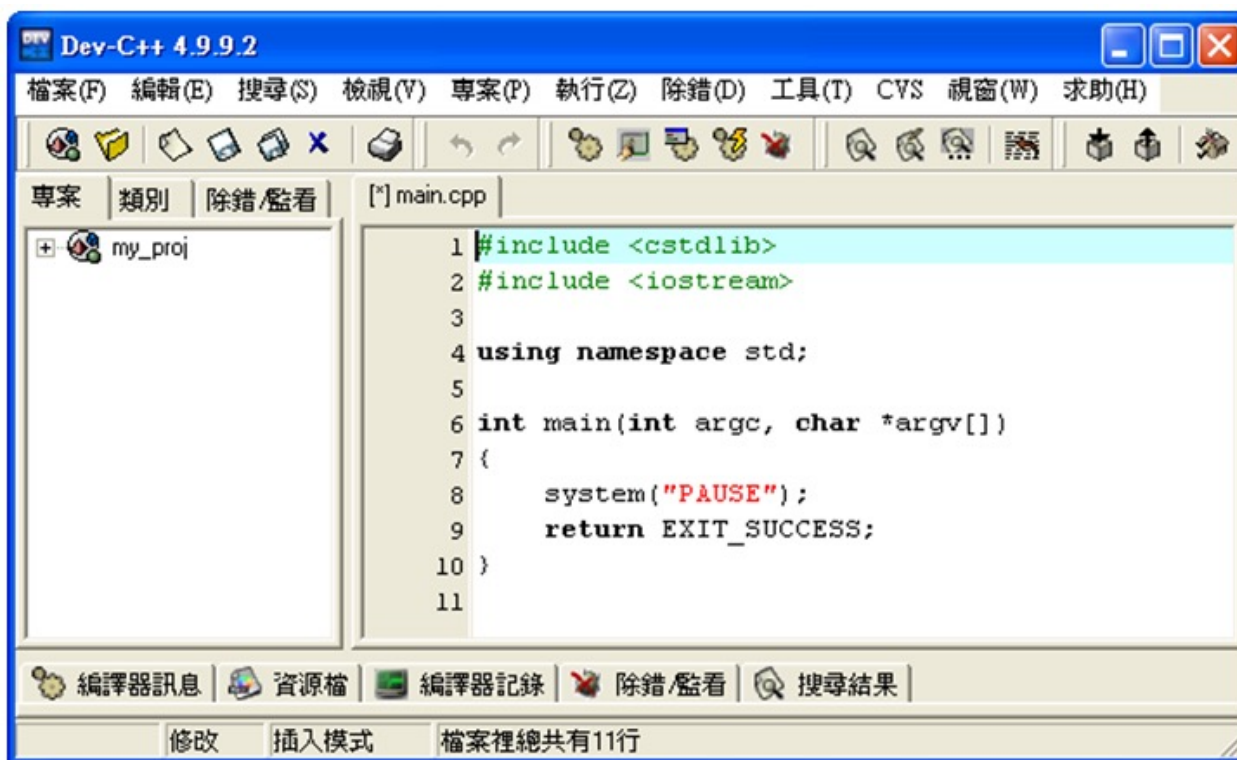 Dev-C++ 4.9.9.2
檔案(F) 編輯(E) 搜尋(S) 檢視(V) 專案(P) 執行(Z) 除錯(D) 工具(T) CVS 視窗(W) 求助(H)
專案 類別 除錯/監看 [*] main.cpp
my_proj
1 #include <cstdlib>
2 #include <iostream>
3
4 using namespace std;
5
6 int main(int argc, char *argv[])
7 {
8     system("PAUSE");
9     return EXIT_SUCCESS;
10 }
11
編譯器訊息 資源檔 編譯器記錄 除錯/監看 搜尋結果
修改 插入模式 檔案裡總共有11行